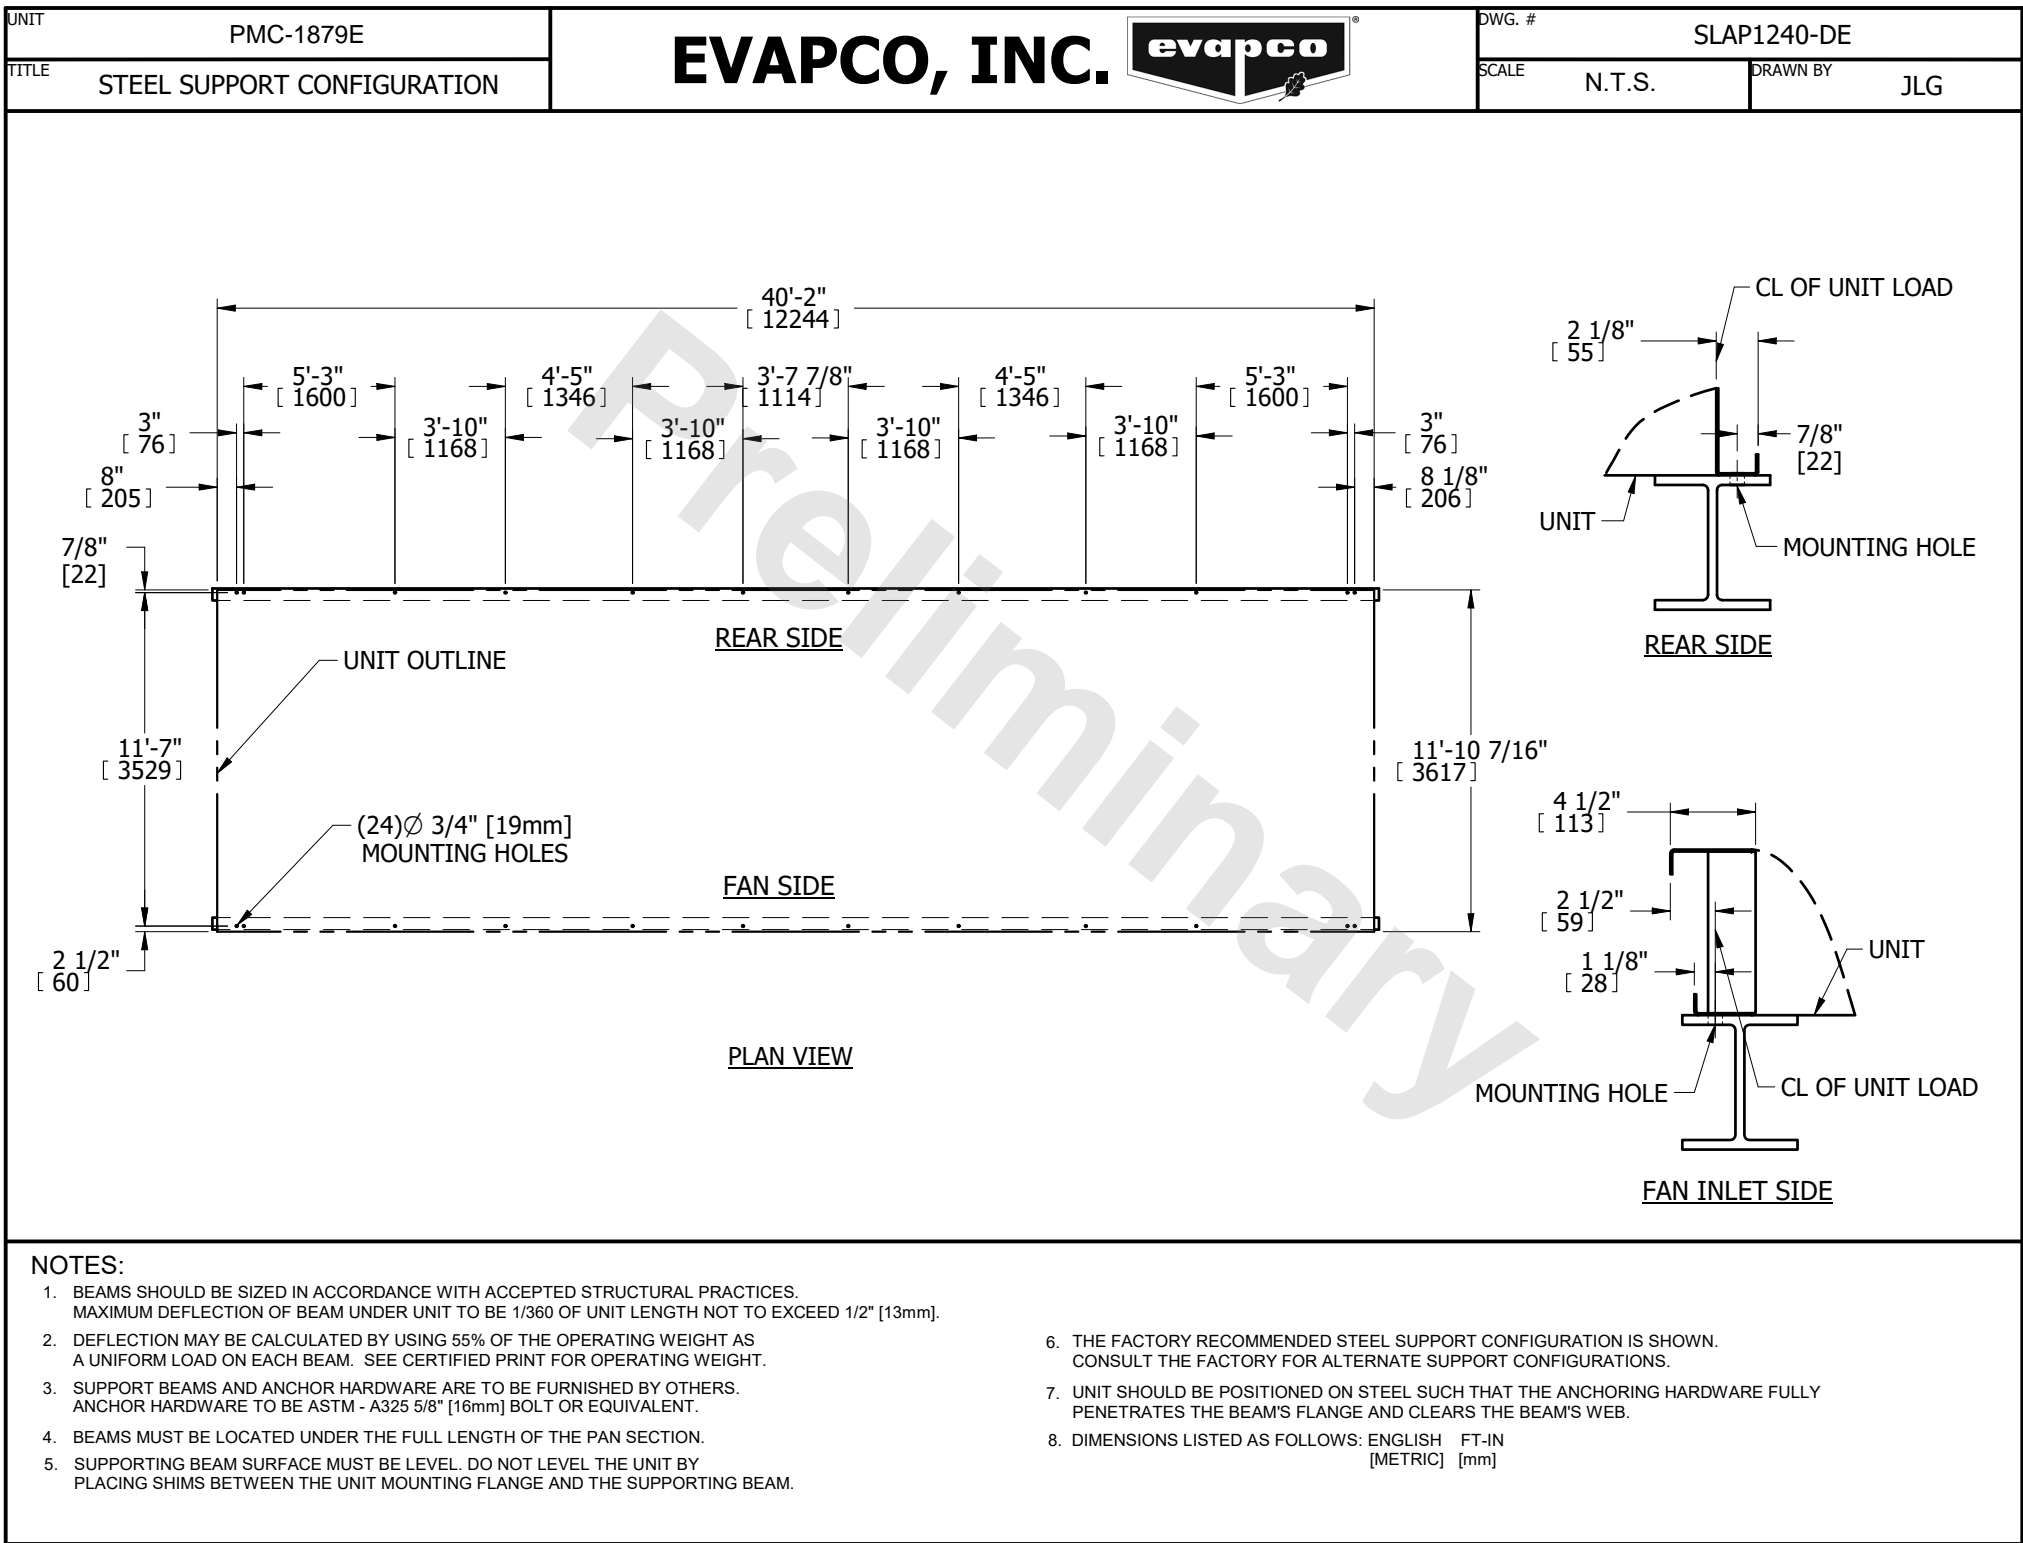 UNIT
PMC-1879E
TITLE
STEEL SUPPORT CONFIGURATION
EVAPCO, INC.
evapco
®
DWG. #
SLAP1240-DE
SCALE
N.T.S.
DRAWN BY
JLG
40'-2"
[ 12244 ]
5'-3"
[ 1600 ]
4'-5"
[ 1346 ]
3'-7 7/8"
[ 1114 ]
4'-5"
[ 1346 ]
5'-3"
[ 1600 ]
3"
[ 76 ]
3'-10"
[ 1168 ]
3'-10"
[ 1168 ]
3'-10"
[ 1168 ]
3'-10"
[ 1168 ]
3"
[ 76 ]
8"
[ 205 ]
8 1/8"
[ 206 ]
7/8"
[22]
REAR SIDE
UNIT OUTLINE
11'-7"
[ 3529 ]
11'-10 7/16"
[ 3617 ]
(24)Ø 3/4" [19mm]
MOUNTING HOLES
FAN SIDE
2 1/2"
[ 60 ]
PLAN VIEW
Preliminary
CL OF UNIT LOAD
2 1/8"
[ 55 ]
7/8"
[22]
UNIT
MOUNTING HOLE
REAR SIDE
4 1/2"
[ 113 ]
2 1/2"
[ 59 ]
1 1/8"
[ 28 ]
UNIT
MOUNTING HOLE
CL OF UNIT LOAD
FAN INLET SIDE
NOTES:
1. BEAMS SHOULD BE SIZED IN ACCORDANCE WITH ACCEPTED STRUCTURAL PRACTICES.
MAXIMUM DEFLECTION OF BEAM UNDER UNIT TO BE 1/360 OF UNIT LENGTH NOT TO EXCEED 1/2" [13mm].
2. DEFLECTION MAY BE CALCULATED BY USING 55% OF THE OPERATING WEIGHT AS
A UNIFORM LOAD ON EACH BEAM. SEE CERTIFIED PRINT FOR OPERATING WEIGHT.
3. SUPPORT BEAMS AND ANCHOR HARDWARE ARE TO BE FURNISHED BY OTHERS.
ANCHOR HARDWARE TO BE ASTM - A325 5/8" [16mm] BOLT OR EQUIVALENT.
4. BEAMS MUST BE LOCATED UNDER THE FULL LENGTH OF THE PAN SECTION.
5. SUPPORTING BEAM SURFACE MUST BE LEVEL. DO NOT LEVEL THE UNIT BY
PLACING SHIMS BETWEEN THE UNIT MOUNTING FLANGE AND THE SUPPORTING BEAM.
6. THE FACTORY RECOMMENDED STEEL SUPPORT CONFIGURATION IS SHOWN.
CONSULT THE FACTORY FOR ALTERNATE SUPPORT CONFIGURATIONS.
7. UNIT SHOULD BE POSITIONED ON STEEL SUCH THAT THE ANCHORING HARDWARE FULLY
PENETRATES THE BEAM'S FLANGE AND CLEARS THE BEAM'S WEB.
8. DIMENSIONS LISTED AS FOLLOWS: ENGLISH FT-IN
[METRIC] [mm]